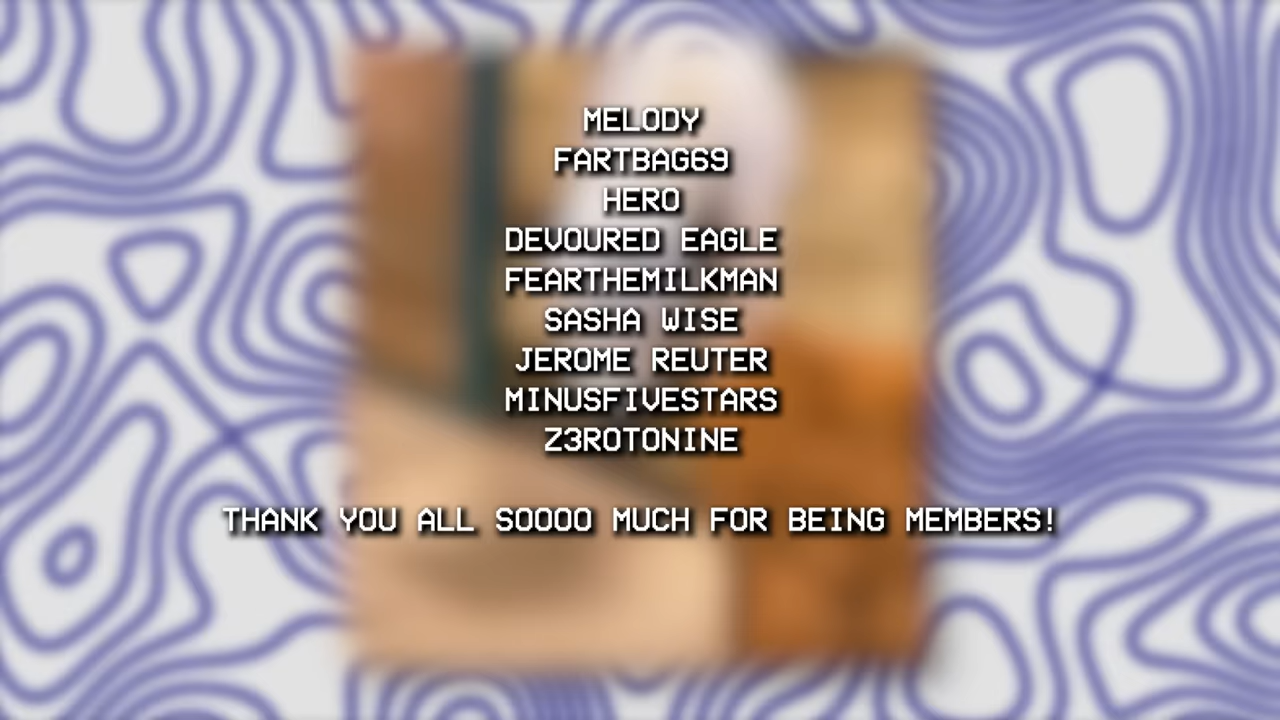 MELODY
FARTBAG69
HERO
DEVOURED EAGLE
FEARTHEMILKMAN
SASHA WISE
JEROME REUTER
MINUSFIVESTARS
Z3ROTONINE
THANK YOU ALL SOOOO MUCH FOR BEING MEMBERS!